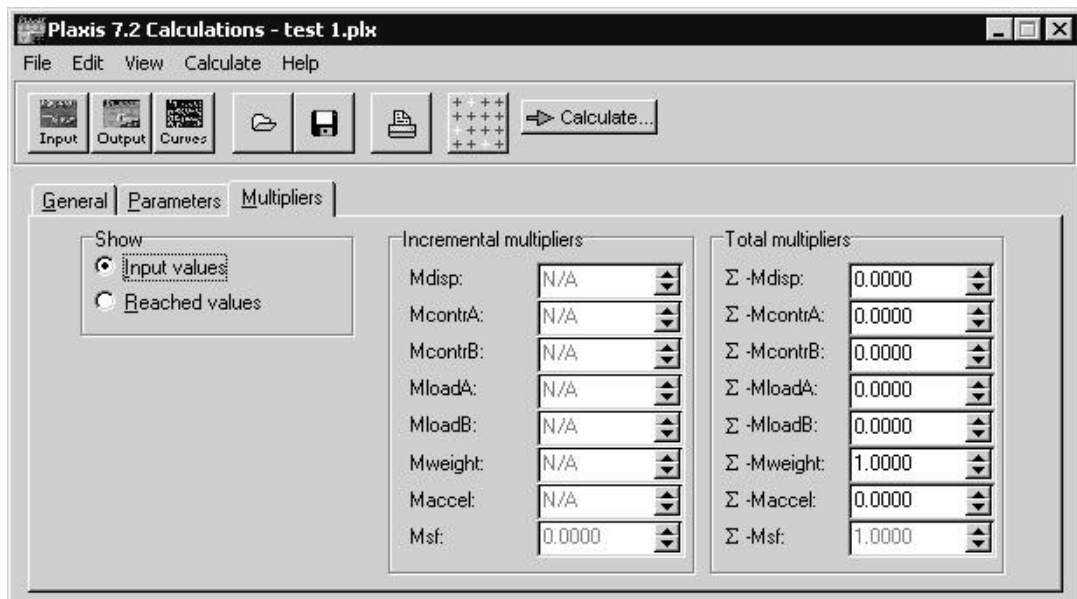 Plaxis 7.2 Calculations - test 1.plx
File Edit View Calculate Help
Input Output Curves Calculate...
General Parameters Multipliers
Show
Input values
Reached values
Incremental multipliers
Mdisp: N/A
McontrA: N/A
McontrB: N/A
MloadA: N/A
MloadB: N/A
Mweight: N/A
Maccel: N/A
Msf: 0.0000
Total multipliers
Σ -Mdisp: 0.0000
Σ -McontrA: 0.0000
Σ -McontrB: 0.0000
Σ -MloadA: 0.0000
Σ -MloadB: 0.0000
Σ -Mweight: 1.0000
Σ -Maccel: 0.0000
Σ -Msf: 1.0000